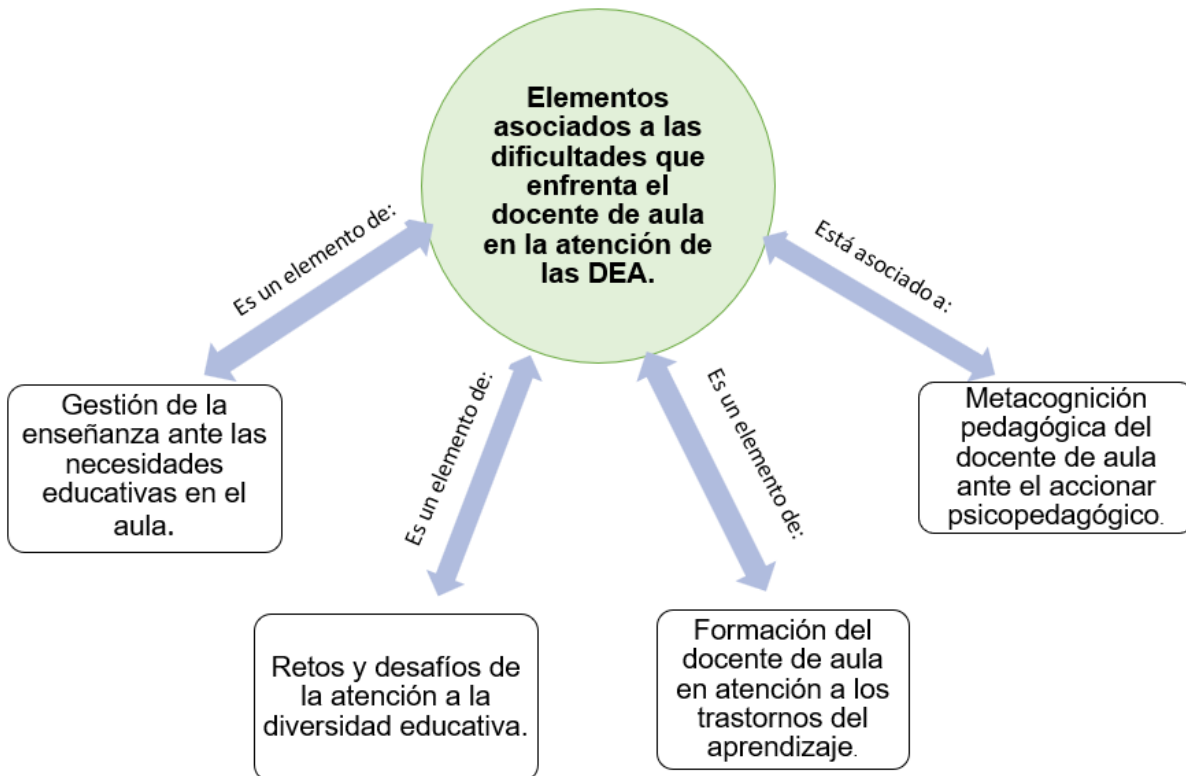 Elementos
asociados a las
dificultades que
enfrenta el
docente de aula
en la atención de
las DEA.
Es un elemento de:
Está asociado a:
Es un elemento de:
Es un elemento de:
Gestión de la
enseñanza ante las
necesidades
educativas en el
aula.
Metacognición
pedagógica del
docente de aula
ante el accionar
psicopedagógico.
Retos y desafíos de
la atención a la
diversidad educativa.
Formación del
docente de aula
en atención a los
trastornos del
aprendizaje.